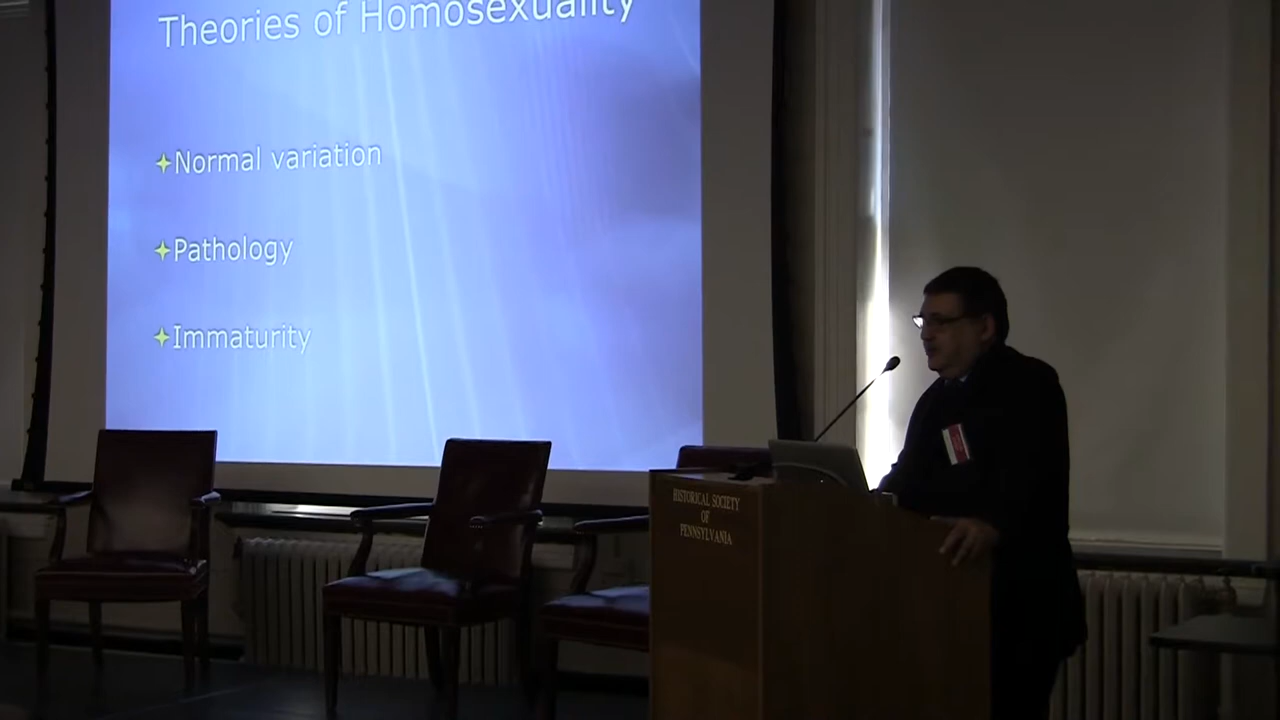 Theories of Homosexuality
Normal variation
Pathology
Immaturity
HISTORICAL SOCIETY
OF
PENNSYLVANIA